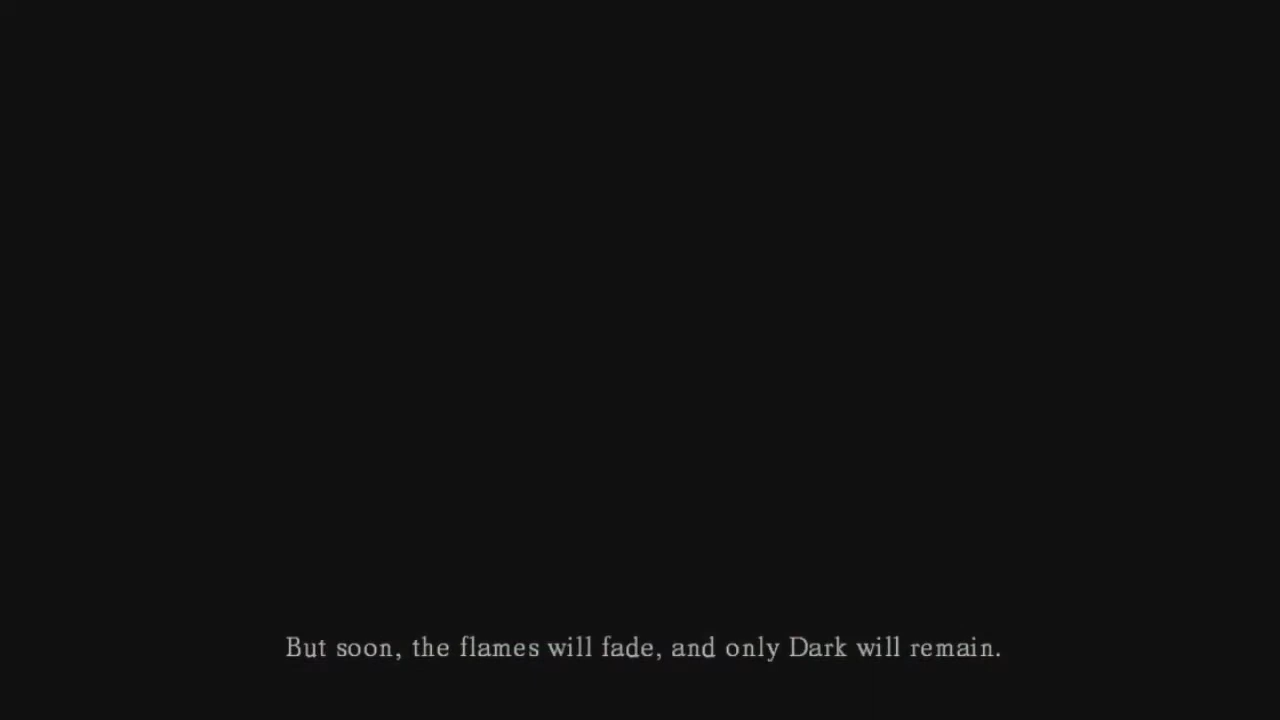 But soon, the flames will fade, and only Dark will remain.